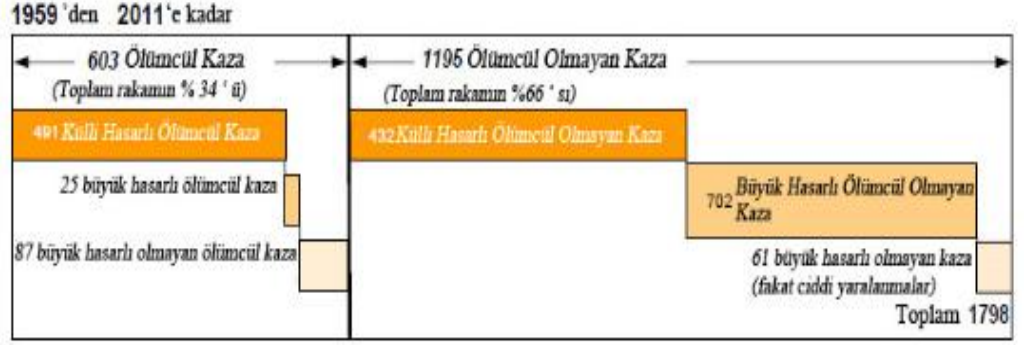 1959 'den 2011'e kadar
603 Ölümcül Kaza
(Toplam rakamın % 34 ' ü)
491 Külli Hasarlı Ölümcül Kaza
25 büyük hasarlı ölümcül kaza
87 büyük hasarlı olmayan ölümcül kaza
1195 Ölümcül Olmayan Kaza
(Toplam rakamın %66 ' sı)
432 Külli Hasarlı Ölümcül Olmayan Kaza
702 Büyük Hasarlı Ölümcül Olmayan
Kaza
61 büyük hasarlı olmayan kaza
(fakat ciddi yaralanmalar)
Toplam 1798